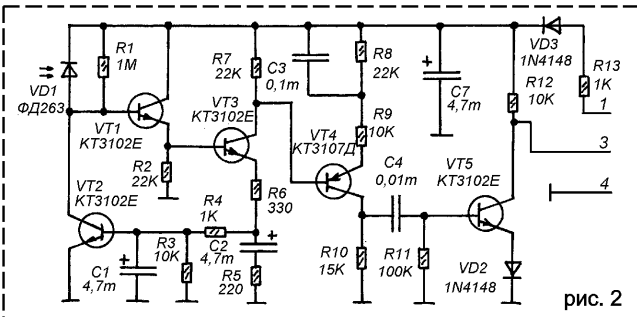 R1
1M
VD1
ФД263
VT1
КТ3102Е
R2
22K
VT2
КТ3102Е
C1
4,7m
R3
10K
R4
1K
C2
4,7m
R5
220
R6
330
R7
22K
VT3
КТ3102Е
C3
0,1m
R8
22K
R9
10K
VT4
КТ3107Д
C4
0,01m
R10
15K
R11
100K
C7
4,7m
VT5
КТ3102Е
VD2
1N4148
R12
10K
VD3
1N4148
R13
1K
1
3
4
рис. 2